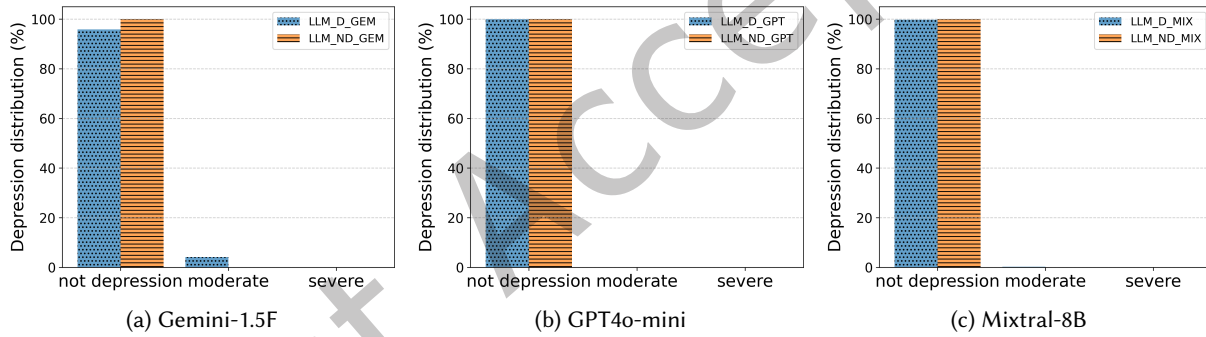 Depression distribution (%)
100
80
60
40
20
0
LLM_D_GEM
LLM_ND_GEM
not depression moderate severe
(a) Gemini-1.5F
Depression distribution (%)
100
80
60
40
20
0
LLM_D_GPT
LLM_ND_GPT
not depression moderate severe
(b) GPT4o-mini
Depression distribution (%)
100
80
60
40
20
0
LLM_D_MIX
LLM_ND_MIX
not depression moderate severe
(c) Mixtral-8B
t Accep